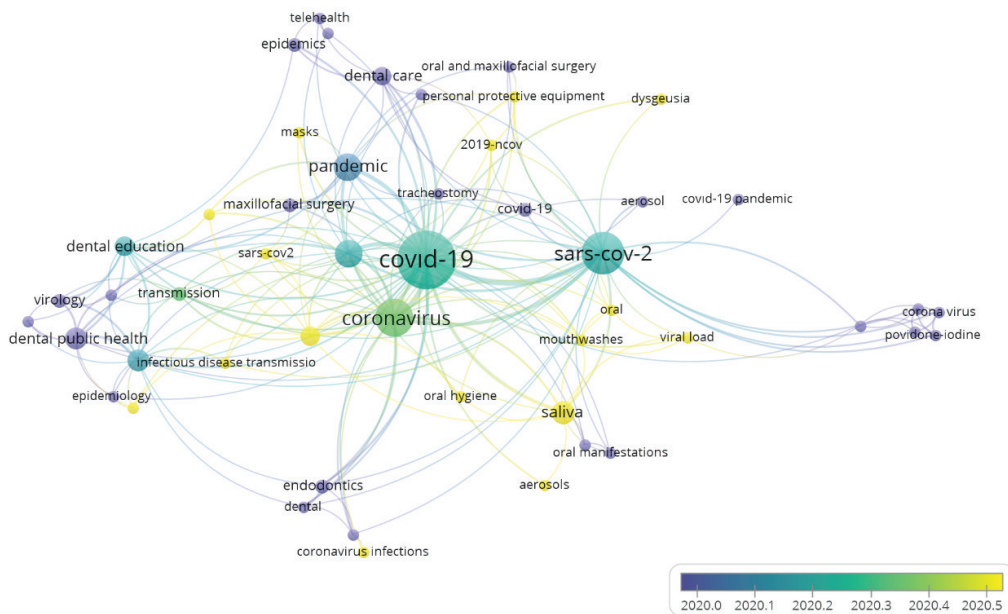 telehealth
epidemics
dental care
oral and maxillofacial surgery
personal protective equipment
dysgeusia
masks
2019-ncov
pandemic
tracheostomy
maxillofacial surgery
covid-19
aerosol
covıd-19 pandemic
dental education
sars-cov2
covıd-19
sars-cov-2
virology
transmission
coronavirus
oral
corona virus
dental public health
mouthwashes
viral load
povidone-iodine
infectious disease transmissio
epidemiology
oral hygiene
saliva
oral manifestations
endodontics
aerosols
dental
coronavirus infections
2020.0 2020.1 2020.2 2020.3 2020.4 2020.5